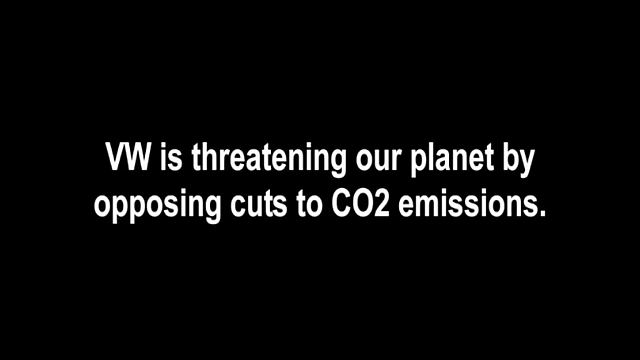 VW is threatening our planet by
opposing cuts to CO2 emissions.